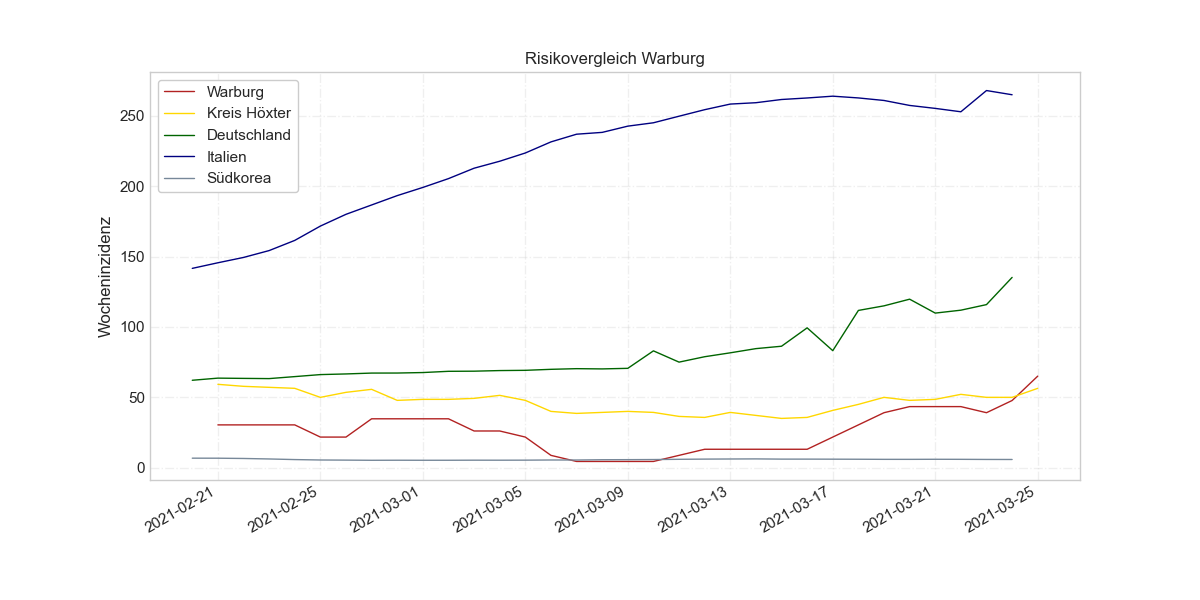 Risikovergleich Warburg
Warburg
Kreis Höxter
Deutschland
Italien
Südkorea
Wocheninzidenz
250
200
150
100
50
0
2021-02-21
2021-02-25
2021-03-01
2021-03-05
2021-03-09
2021-03-13
2021-03-17
2021-03-21
2021-03-25